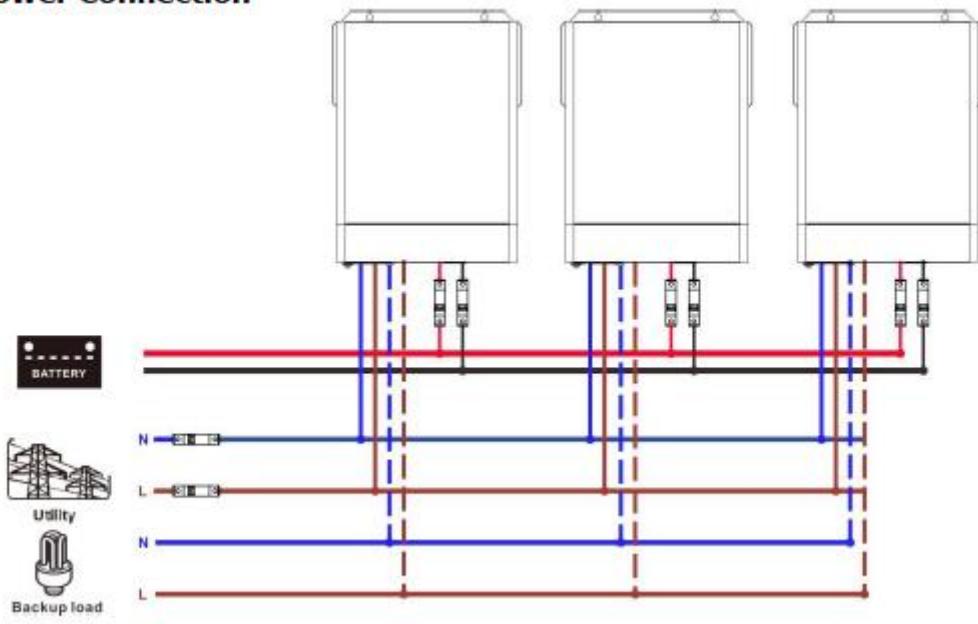 ower Connection
BATTERY
N
L
Utility
N
L
Backup load